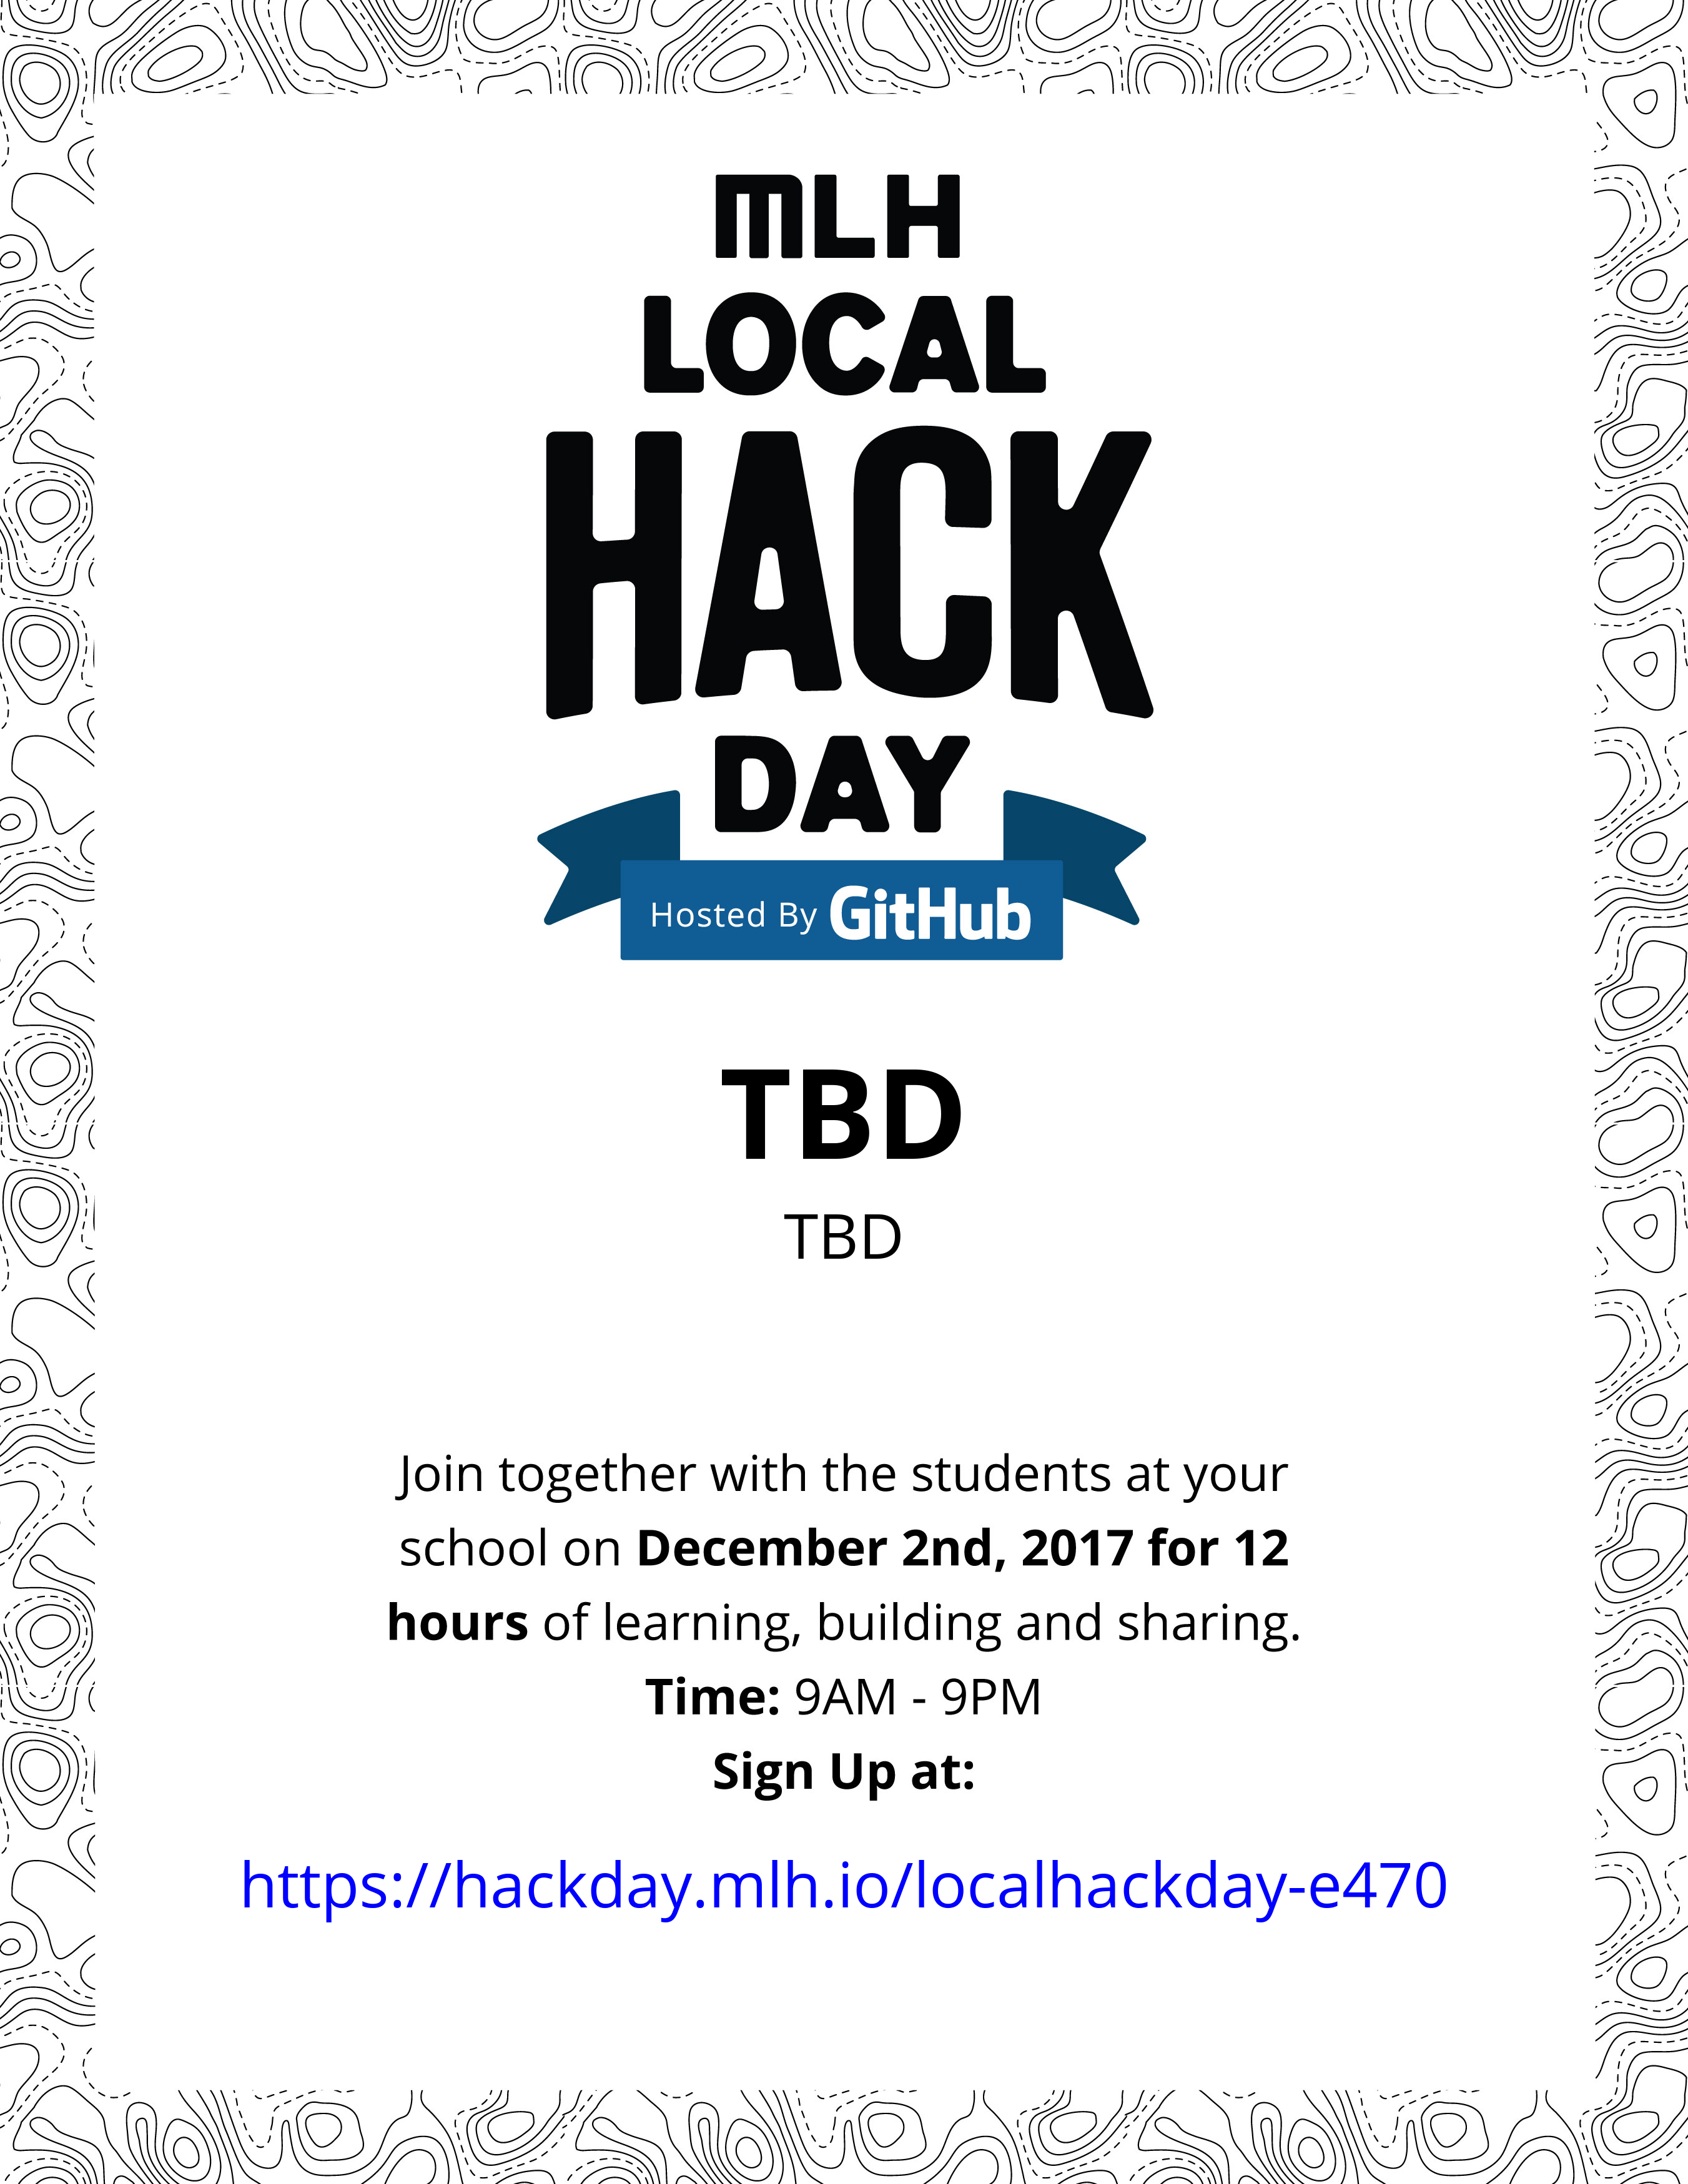 MLH
LOCAL
HACK
DAY
Hosted By GitHub
TBD
TBD
Join together with the students at your
school on December 2nd, 2017 for 12
hours of learning, building and sharing.
Time: 9AM - 9PM
Sign Up at:
https://hackday.mlh.io/localhackday-e470